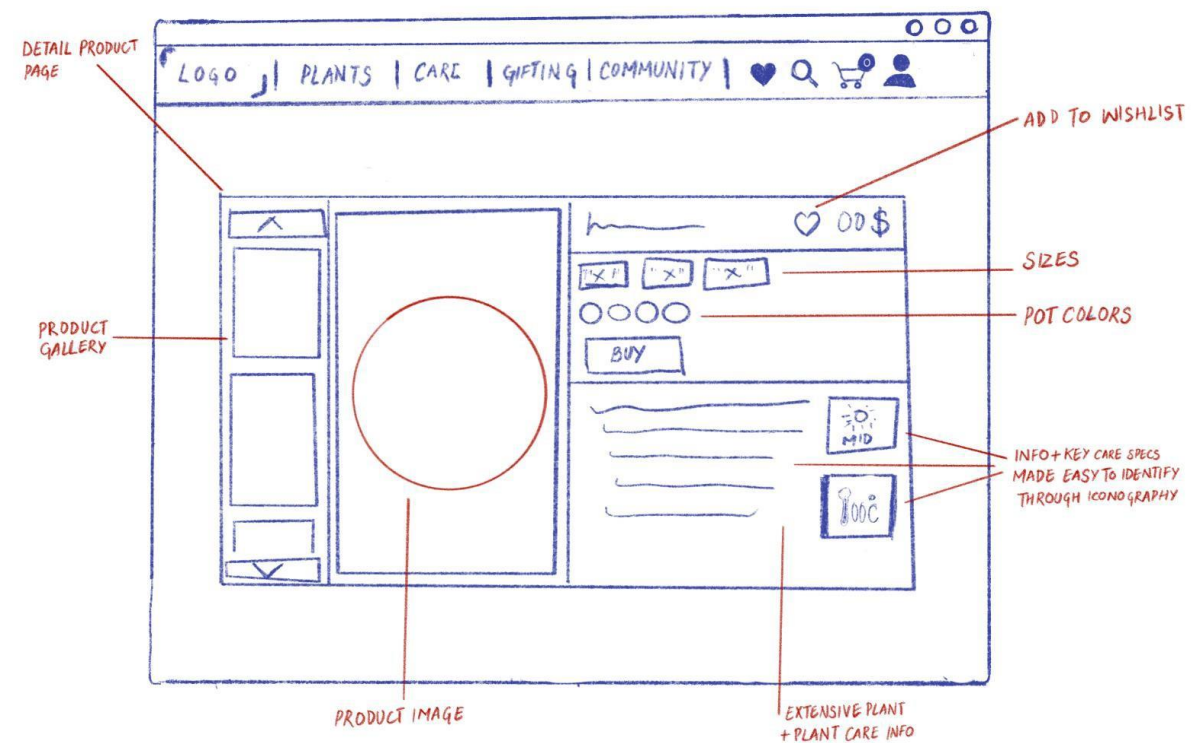 DETAIL PRODUCT
PAGE
LOGO | PLANTS | CARE | GIFTING | COMMUNITY |
0
ADD TO WISHLIST
00$
"X" "X" "X"
SIZES
POT COLORS
PRODUCT
GALLERY
BUY
MID
INFO + KEY CARE SPECS
MADE EASY TO IDENTIFY
THROUGH ICONOGRAPHY
00C°
PRODUCT IMAGE
EXTENSIVE PLANT
+ PLANT CARE INFO